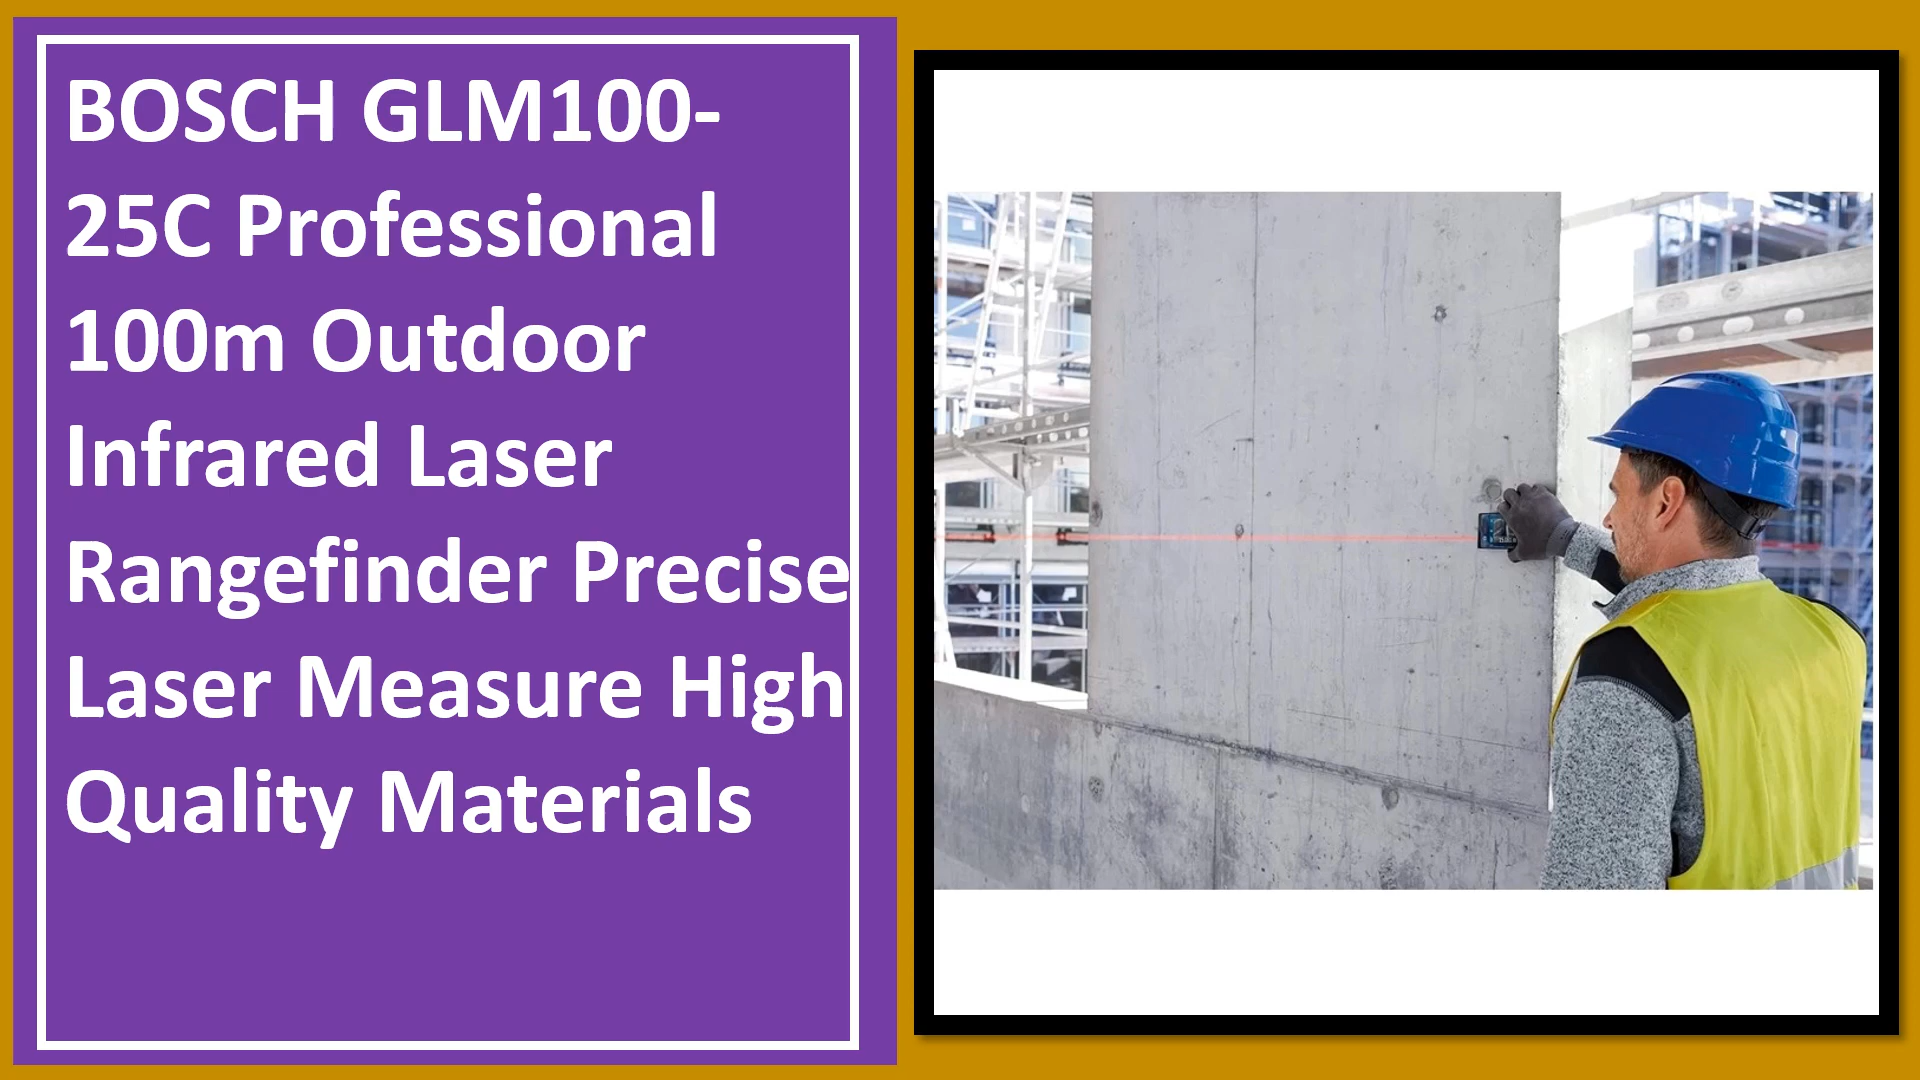 BOSCH GLM100-
25C Professional
100m Outdoor
Infrared Laser
Rangefinder Precise
Laser Measure High
Quality Materials